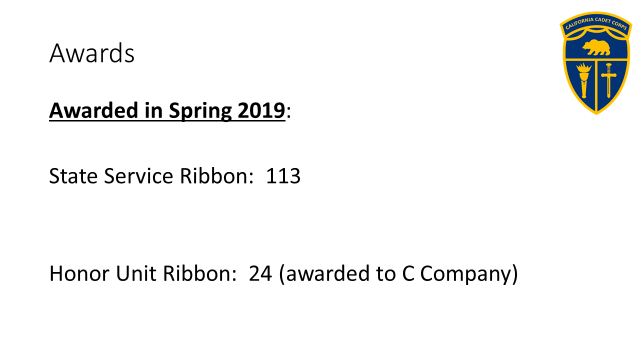 Awards
CALIFORNIA CADET CORPS
Awarded in Spring 2019:
State Service Ribbon: 113
Honor Unit Ribbon: 24 (awarded to C Company)